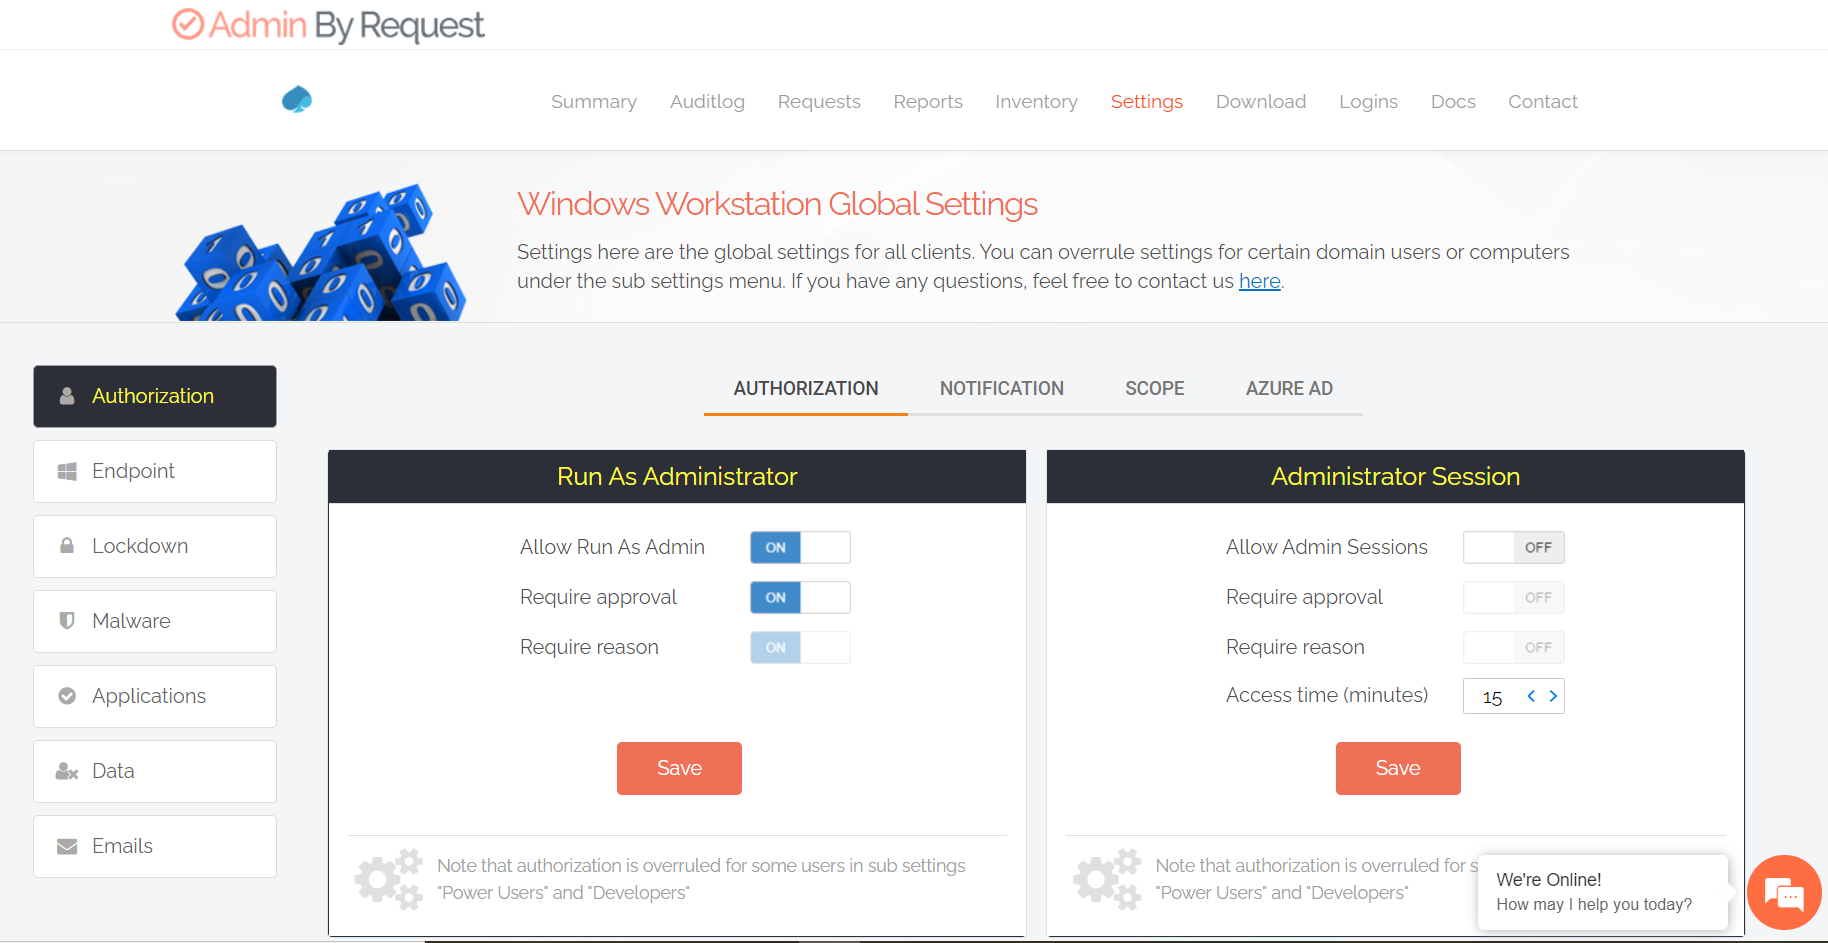 Admin By Request
Summary Auditlog Requests Reports Inventory Settings Download Logins Docs Contact
Windows Workstation Global Settings
Settings here are the global settings for all clients. You can overrule settings for certain domain users or computers
under the sub settings menu. If you have any questions, feel free to contact us here.
Authorization
Endpoint
Lockdown
Malware
Applications
Data
Emails
AUTHORIZATION NOTIFICATION SCOPE AZURE AD
Run As Administrator
Allow Run As Admin ON
Require approval ON
Require reason ON
Save
Note that authorization is overruled for some users in sub settings
"Power Users" and "Developers"
Administrator Session
Allow Admin Sessions OFF
Require approval OFF
Require reason OFF
Access time (minutes) 15
Save
Note that authorization is overruled for s
"Power Users" and "Developers"
We're Online!
How may I help you today?